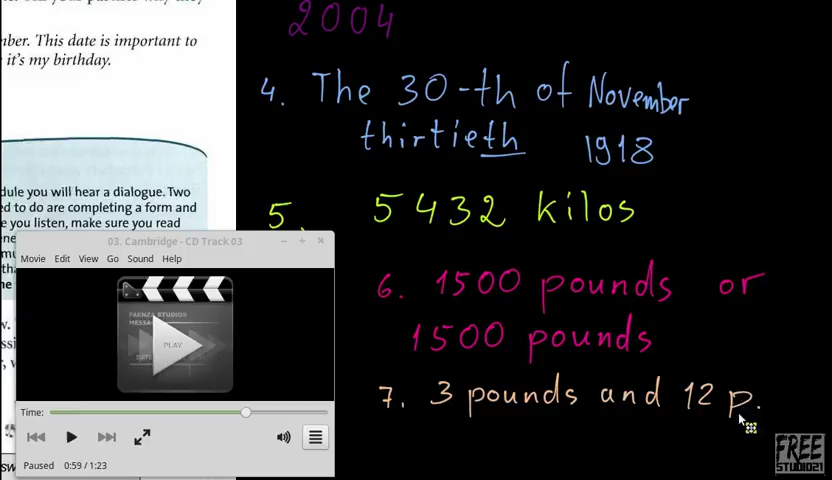 ember. This date is important to
it's my birthday.
2004
4. The 30-th of November
thirtieth 1918
dule you will hear a dialogue. Two
ed to do are completing a form and
e you listen, make sure you read
5. 5432 kilos
03. Cambridge - CD Track 03
Movie Edit View Go Sound Help
FAENZA STUDIOS
PLAY
6. 1500 pounds or
1500 pounds
7. 3 pounds and 12 p.
Time:
Paused 0:59 / 1:23
FREE
STUDIO21